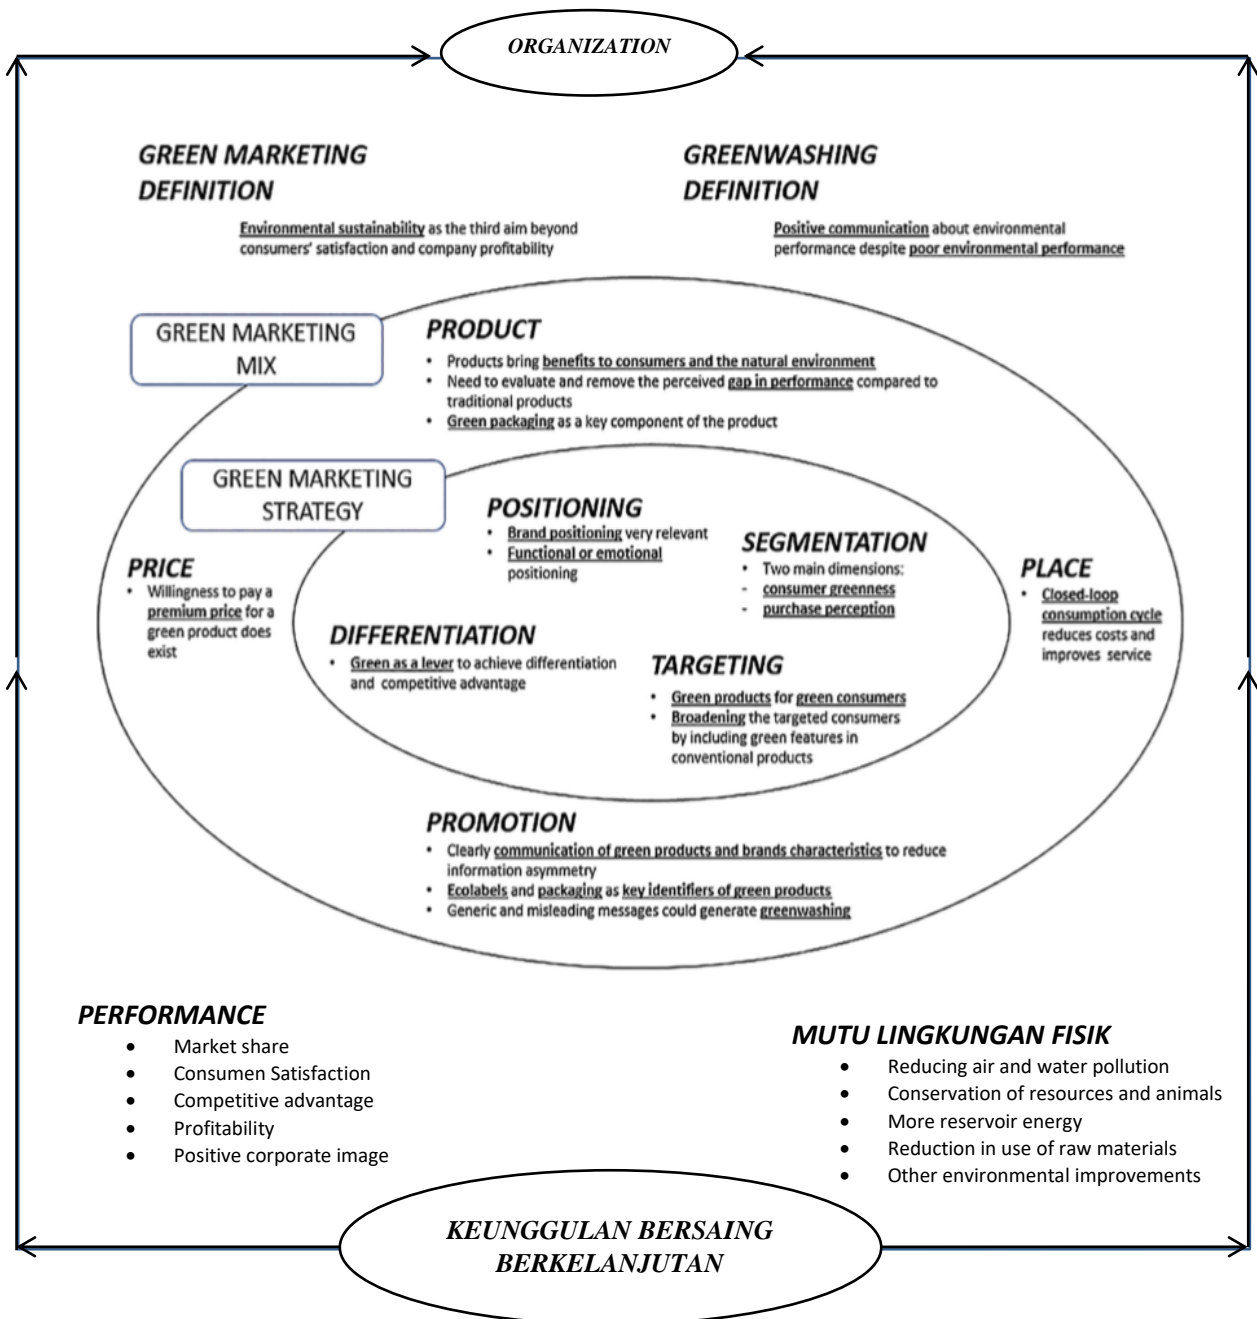 ORGANIZATION
GREEN MARKETING
DEFINITION
Environmental sustainability as the third aim beyond
consumers' satisfaction and company profitability
GREENWASHING
DEFINITION
Positive communication about environmental
performance despite poor environmental performance
GREEN MARKETING
MIX
PRODUCT
• Products bring benefits to consumers and the natural environment
• Need to evaluate and remove the perceived gap in performance compared to
traditional products
• Green packaging as a key component of the product
GREEN MARKETING
STRATEGY
POSITIONING
• Brand positioning very relevant
• Functional or emotional
positioning
SEGMENTATION
• Two main dimensions:
- consumer greenness
- purchase perception
PRICE
• Willingness to pay a
premium price for a
green product does
exist
PLACE
• Closed-loop
consumption cycle
reduces costs and
improves service
DIFFERENTIATION
• Green as a lever to achieve differentiation
and competitive advantage
TARGETING
• Green products for green consumers
• Broadening the targeted consumers
by including green features in
conventional products
PROMOTION
• Clearly communication of green products and brands characteristics to reduce
information asymmetry
• Ecolabels and packaging as key identifiers of green products
• Generic and misleading messages could generate greenwashing
PERFORMANCE
• Market share
• Consumen Satisfaction
• Competitive advantage
• Profitability
• Positive corporate image
MUTU LINGKUNGAN FISIK
• Reducing air and water pollution
• Conservation of resources and animals
• More reservoir energy
• Reduction in use of raw materials
• Other environmental improvements
KEUNGGULAN BERSAING
BERKELANJUTAN